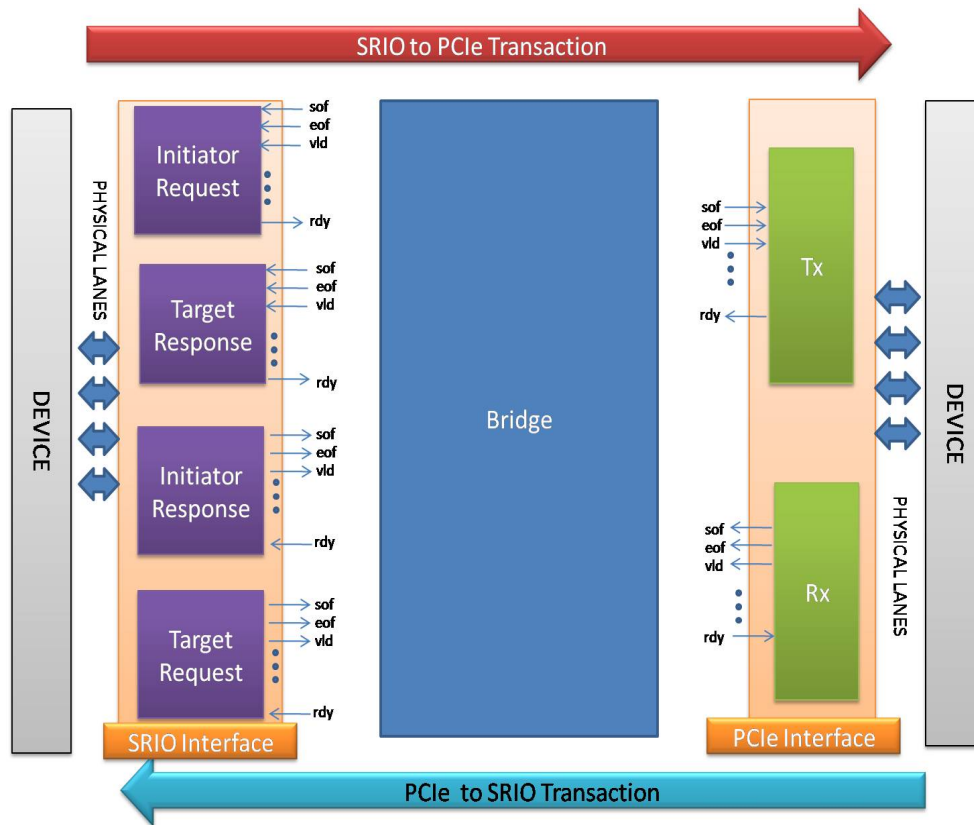 SRIO to PCIe Transaction
DEVICE
PHYSICAL LANES
Initiator
Request
sof
eof
vld
rdy
Target
Response
sof
eof
vld
rdy
Initiator
Response
sof
eof
vld
rdy
Target
Request
sof
eof
vld
rdy
SRIO Interface
Bridge
sof
eof
vld
rdy
Tx
sof
eof
vld
rdy
Rx
PCIe Interface
PHYSICAL LANES
DEVICE
PCIe to SRIO Transaction